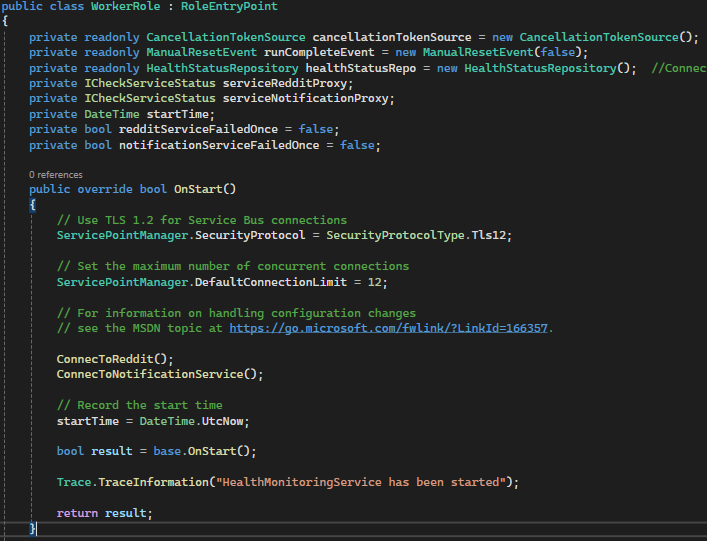 public class WorkerRole : RoleEntryPoint
{
private readonly CancellationTokenSource cancellationTokenSource = new CancellationTokenSource();
private readonly ManualResetEvent runCompleteEvent = new ManualResetEvent(false);
private readonly HealthStatusRepository healthStatusRepo = new HealthStatusRepository(); //Connec
private ICheckServiceStatus serviceRedditProxy;
private ICheckServiceStatus serviceNotificationProxy;
private DateTime startTime;
private bool redditServiceFailedOnce = false;
private bool notificationServiceFailedOnce = false;
0 references
public override bool OnStart()
{
// Use TLS 1.2 for Service Bus connections
ServicePointManager.SecurityProtocol = SecurityProtocolType.Tls12;
// Set the maximum number of concurrent connections
ServicePointManager.DefaultConnectionLimit = 12;
// For information on handling configuration changes
// see the MSDN topic at https://go.microsoft.com/fwlink/?LinkId=166357.
ConnecToReddit();
ConnecToNotificationService();
// Record the start time
startTime = DateTime.UtcNow;
bool result = base.OnStart();
Trace.TraceInformation("HealthMonitoringService has been started");
return result;
}